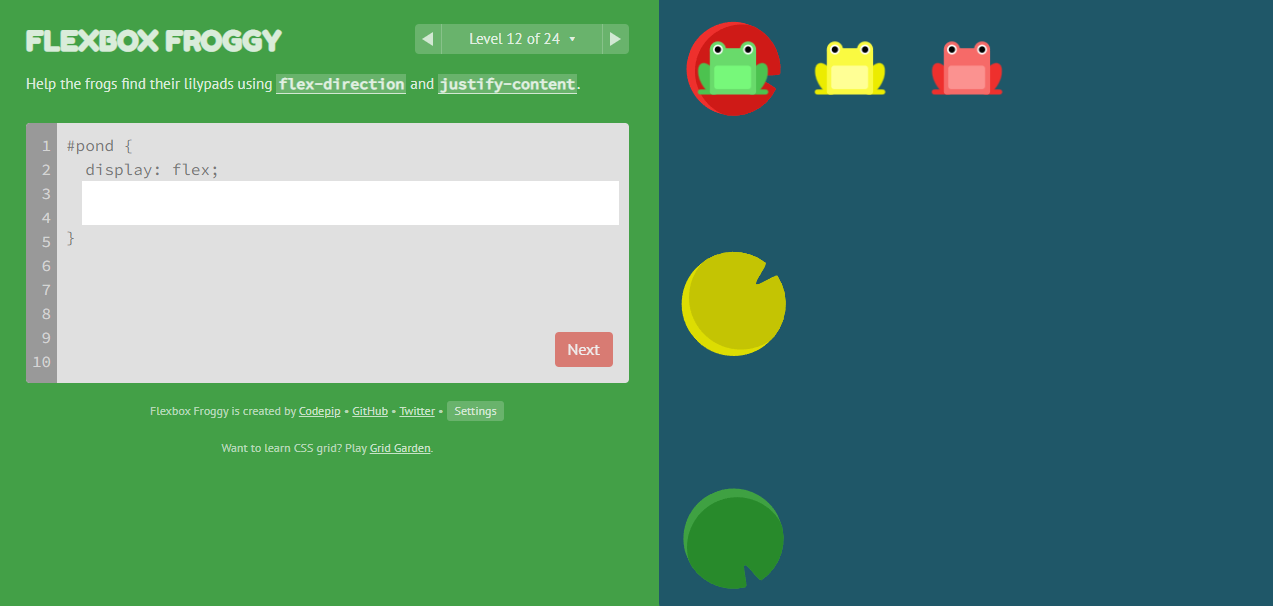 FLEXBOX FROGGY
Level 12 of 24
Help the frogs find their lilypads using flex-direction and justify-content.
1 #pond {
2 display: flex;
3
4
5 }
6
7
8
9
10
Next
Flexbox Froggy is created by Codepip • GitHub • Twitter • Settings
Want to learn CSS grid? Play Grid Garden.